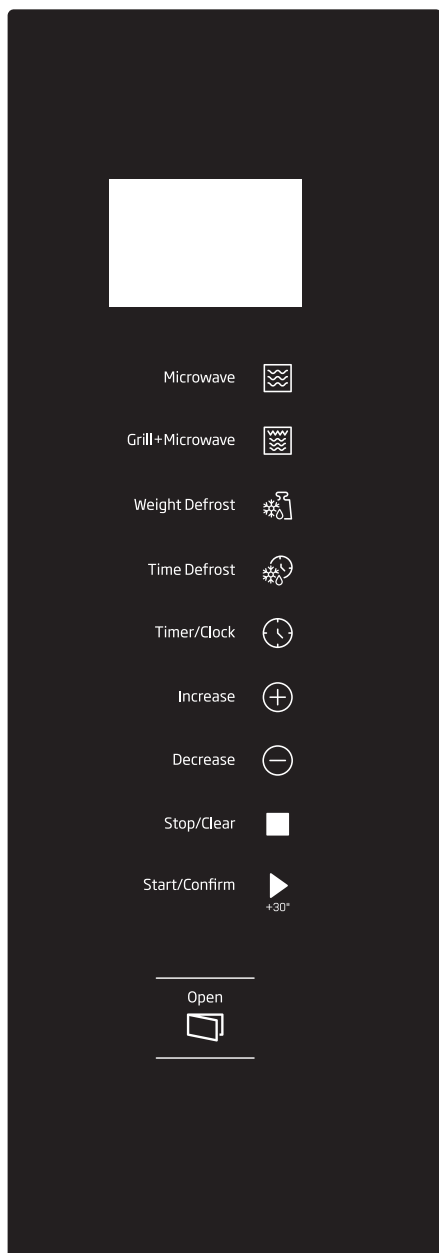 Microwave
Grill+Microwave
Weight Defrost
Time Defrost
Timer/Clock
Increase
Decrease
Stop/Clear
Start/Confirm
+30"
Open